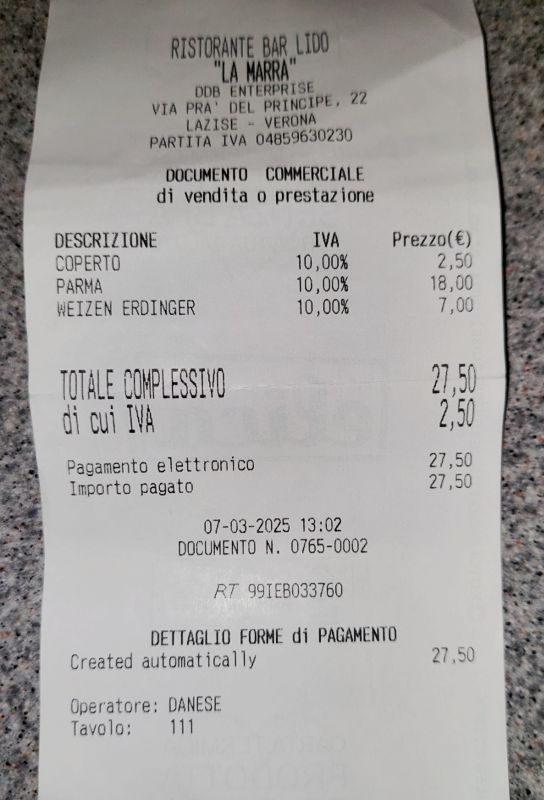 RISTORANTE BAR LIDO
"LA MARRA"
DDB ENTERPRISE
VIA PRA' DEL PRINCIPE, 22
LAZISE - VERONA
PARTITA IVA 04859630230
DOCUMENTO COMMERCIALE
di vendita o prestazione
DESCRIZIONE IVA Prezzo(€)
COPERTO 10,00% 2,50
PARMA 10,00% 18,00
WEIZEN ERDINGER 10,00% 7,00
TOTALE COMPLESSIVO 27,50
di cui IVA 2,50
Pagamento elettronico 27,50
Importo pagato 27,50
07-03-2025 13:02
DOCUMENTO N. 0765-0002
RT 99IEB033760
DETTAGLIO FORME di PAGAMENTO
Created automatically 27,50
Operatore: DANESE
Tavolo: 111